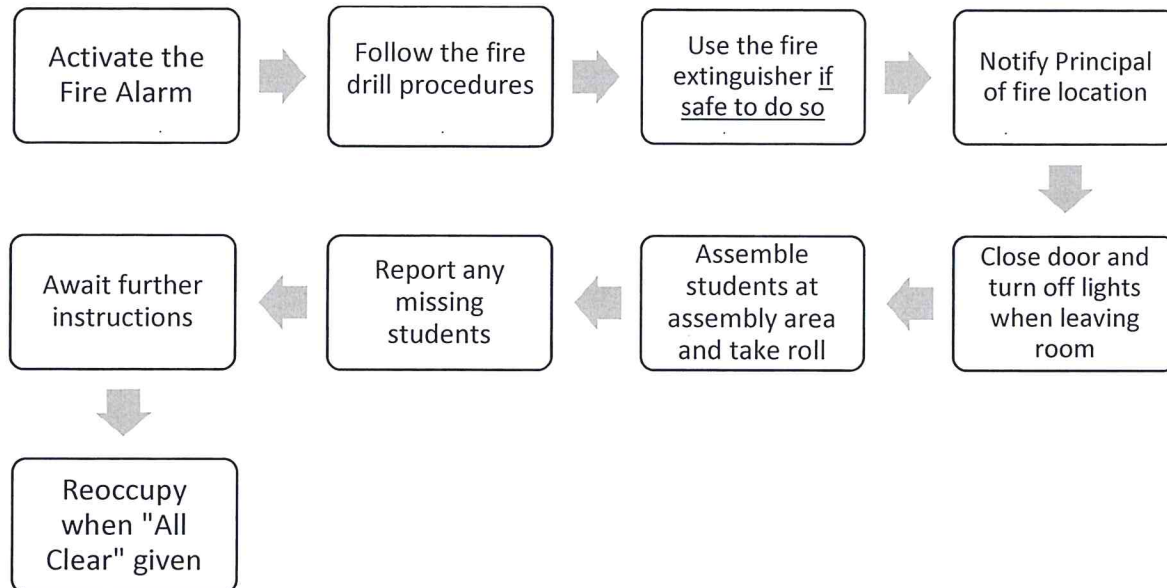 Activate the
Fire Alarm
Follow the fire
drill procedures
Use the fire
extinguisher if
safe to do so
Notify Principal
of fire location
Close door and
turn off lights
when leaving
room
Assemble
students at
assembly area
and take roll
Report any
missing
students
Await further
instructions
Reoccupy
when "All
Clear" given